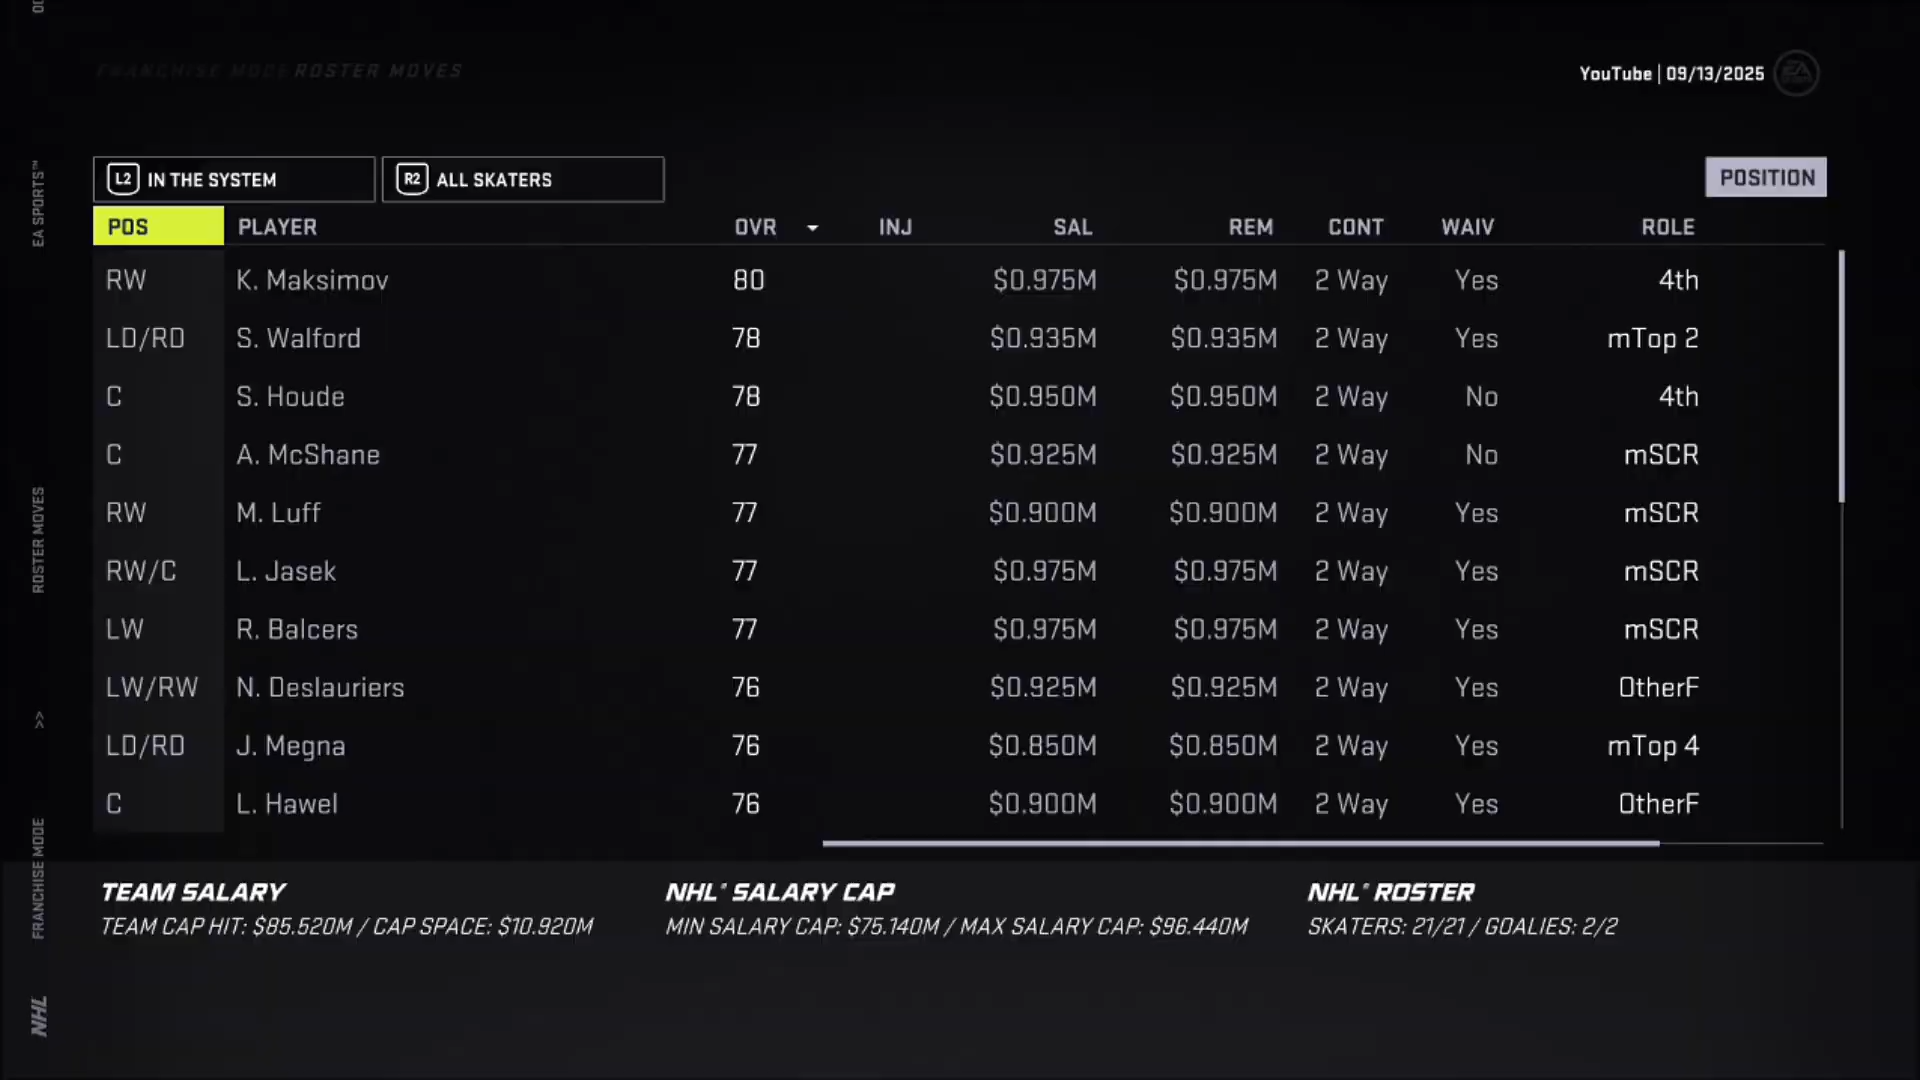 FRANCHISE MODE ROSTER MOVES
YouTube | 09/13/2025
EA SPORTS
L2 IN THE SYSTEM
R2 ALL SKATERS
POSITION
POS PLAYER OVR INJ SAL REM CONT WAIV ROLE
RW K. Maksimov 80 $0.975M $0.975M 2 Way Yes 4th
LD/RD S. Walford 78 $0.935M $0.935M 2 Way Yes mTop 2
C S. Houde 78 $0.950M $0.950M 2 Way No 4th
C A. McShane 77 $0.925M $0.925M 2 Way No mSCR
RW M. Luff 77 $0.900M $0.900M 2 Way Yes mSCR
RW/C L. Jasek 77 $0.975M $0.975M 2 Way Yes mSCR
LW R. Balcers 77 $0.975M $0.975M 2 Way Yes mSCR
LW/RW N. Deslauriers 76 $0.925M $0.925M 2 Way Yes OtherF
LD/RD J. Megna 76 $0.850M $0.850M 2 Way Yes mTop 4
C L. Hawel 76 $0.900M $0.900M 2 Way Yes OtherF
TEAM SALARY
TEAM CAP HIT: $85.520M / CAP SPACE: $10.920M
NHL® SALARY CAP
MIN SALARY CAP: $75.140M / MAX SALARY CAP: $96.440M
NHL® ROSTER
SKATERS: 21/21 / GOALIES: 2/2
NHL FRANCHISE MODE >> ROSTER MOVES
EA SPORTS™